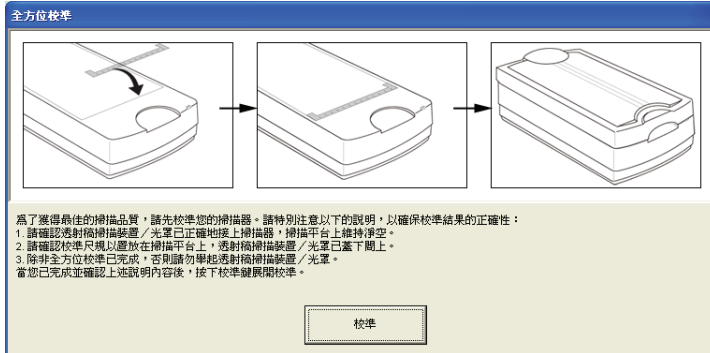 全方位校準
為了獲得最佳的掃描品質，請先校準您的掃描器。請特別注意以下的說明，以確保校準結果的正確性：
1. 請確認透射稿掃描裝置／光罩已正確地接上掃描器，掃描平台上維持淨空。
2. 請確認校準尺規以置放在掃描平台上，透射稿掃描裝置／光罩已蓋下闔上。
3. 除非全方位校準已完成，否則請勿舉起透射稿掃描裝置／光罩。
當您已完成並確認上述說明內容後，按下校準鍵展開校準。
校準